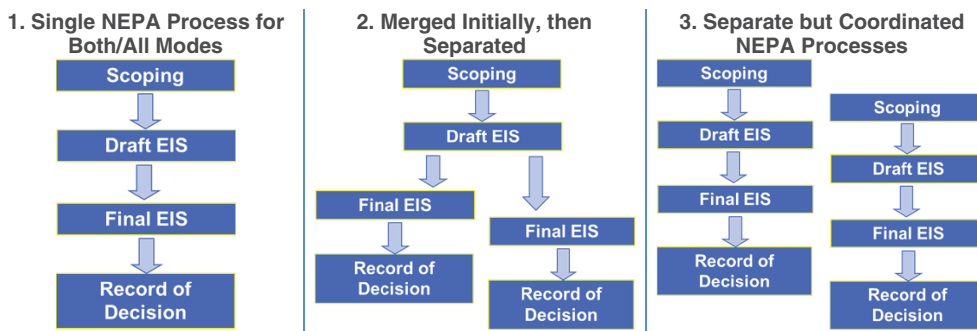 1. Single NEPA Process for
Both/All Modes
Scoping
Draft EIS
Final EIS
Record of
Decision
2. Merged Initially, then
Separated
Scoping
Draft EIS
Final EIS
Record of
Decision
Final EIS
Record of
Decision
3. Separate but Coordinated
NEPA Processes
Scoping
Draft EIS
Final EIS
Record of
Decision
Scoping
Draft EIS
Final EIS
Record of
Decision